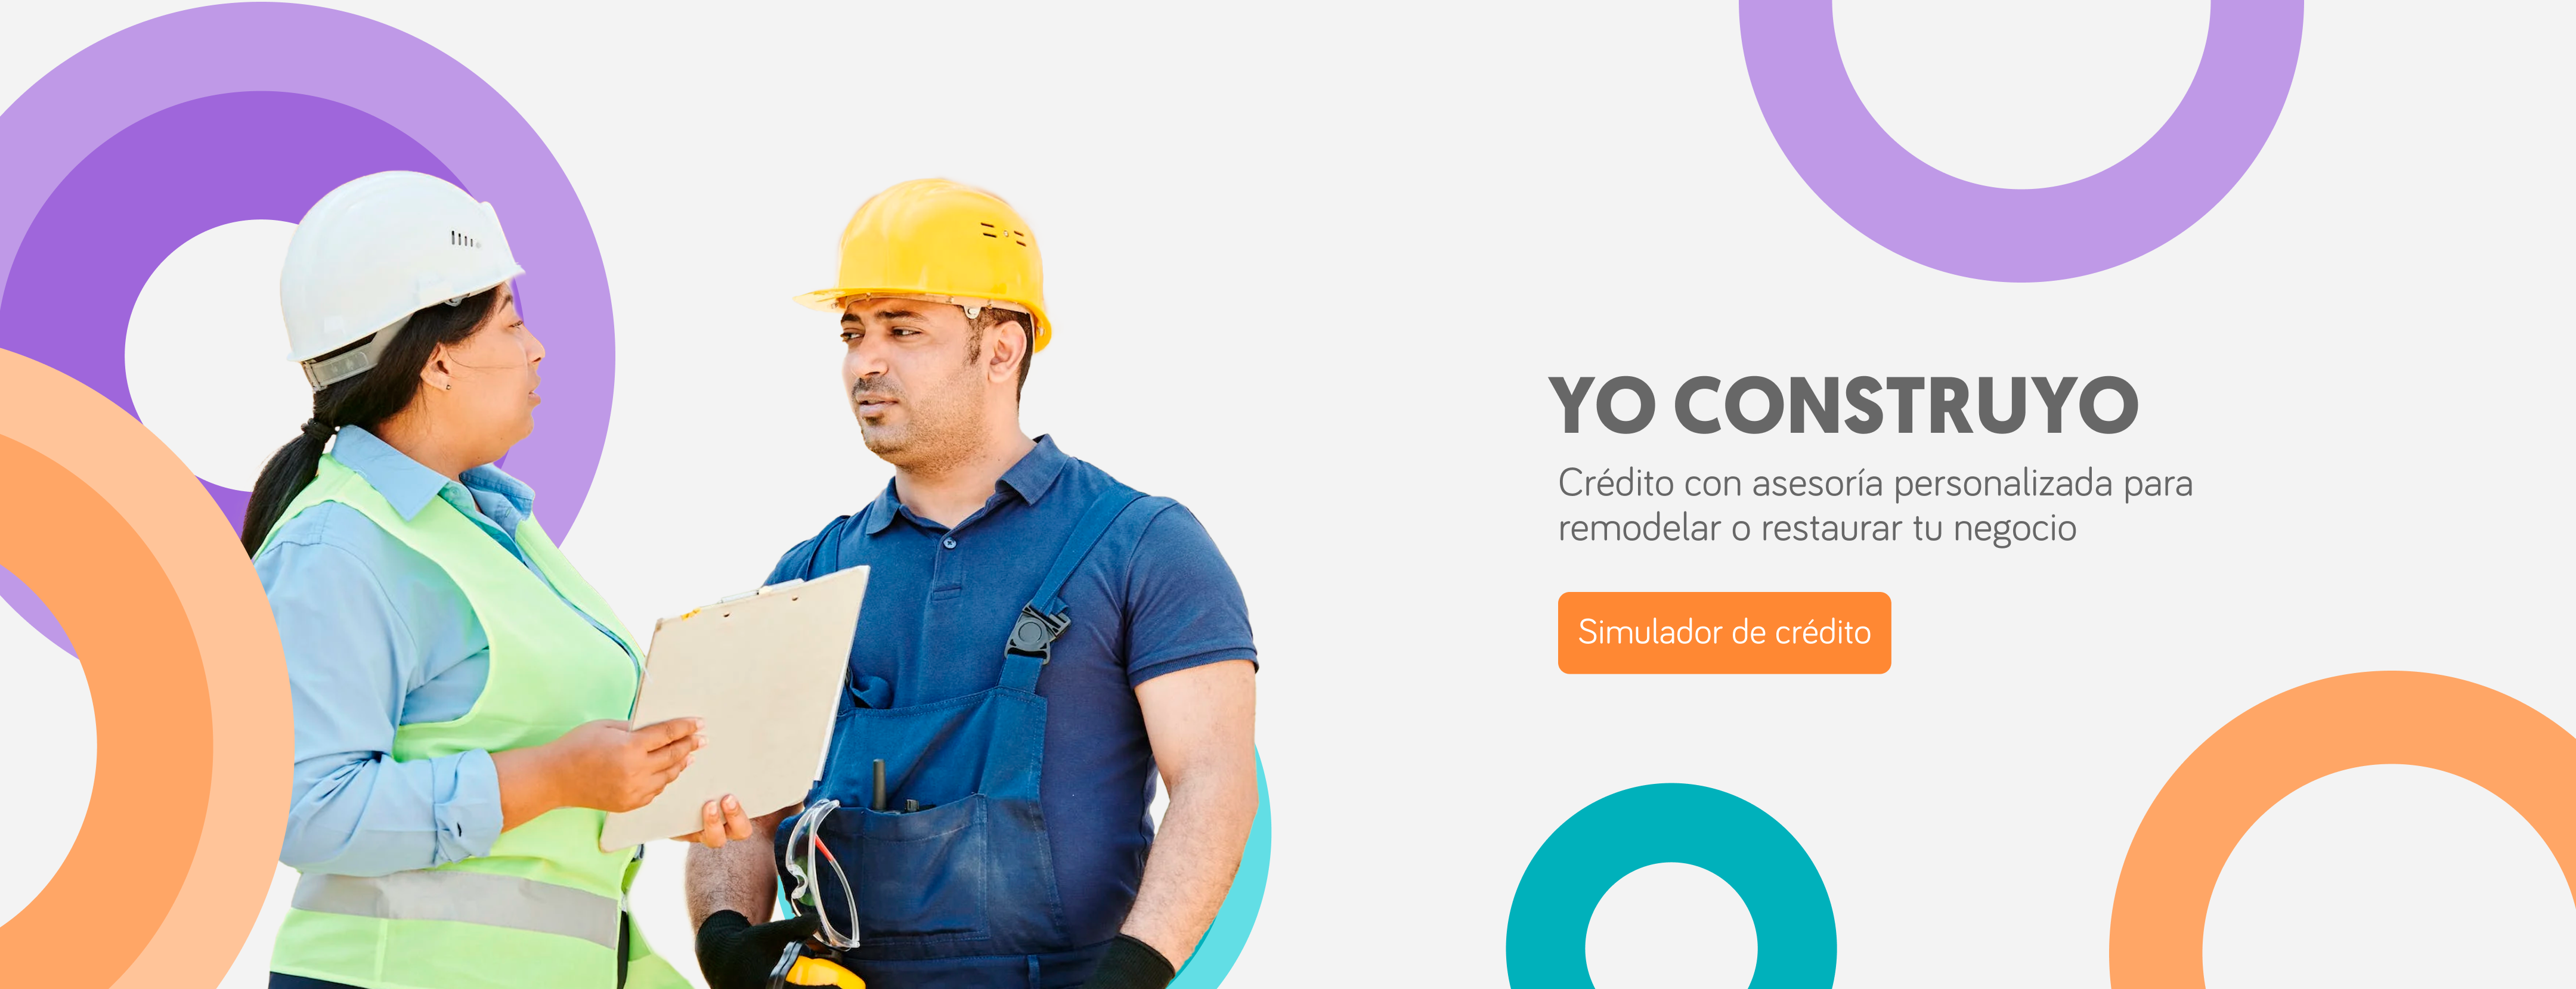 YO CONSTRUYO
Crédito con asesoría personalizada para
remodelar o restaurar tu negocio
Simulador de crédito